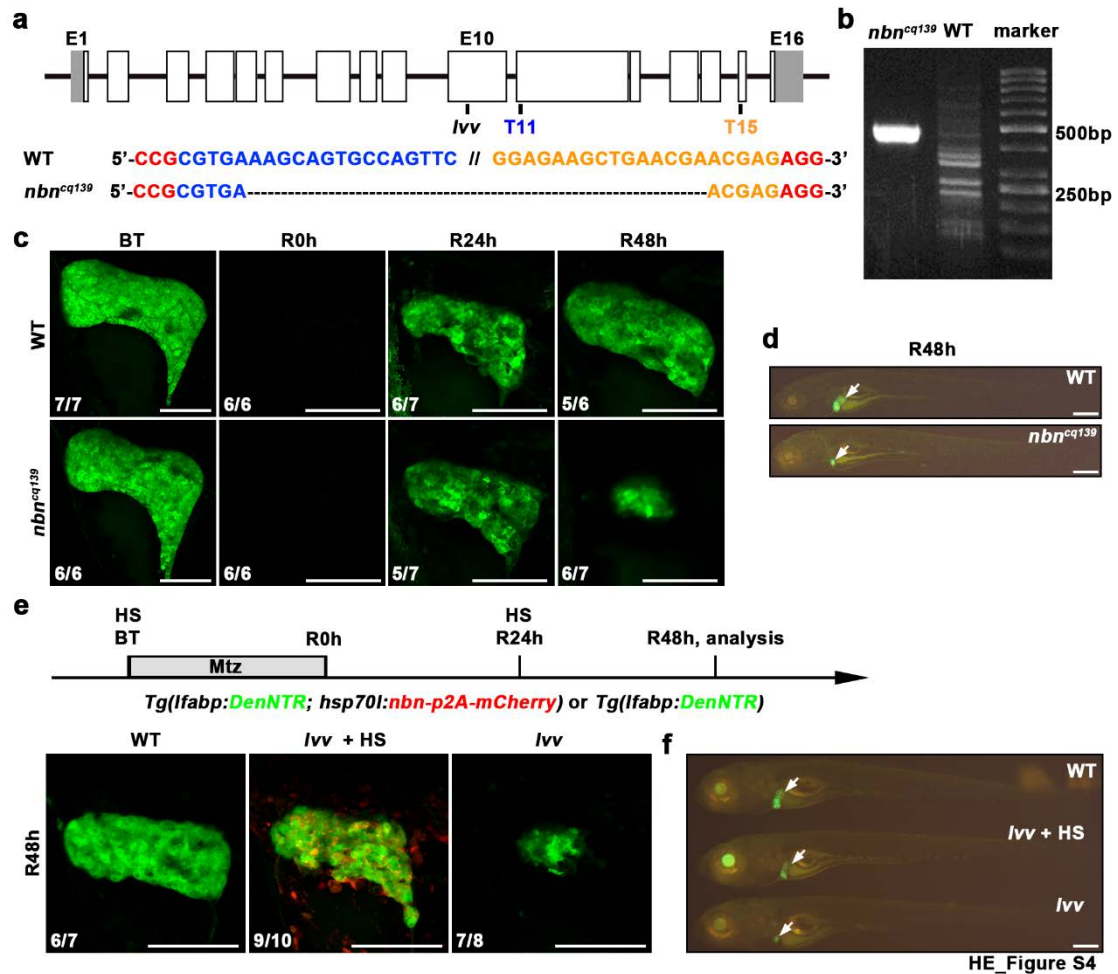 a
E1 E10 E16
lvv T11 T15
WT 5’-CCGCGTGAAAGCAGTGCCAGTTC // GGAGAAGCTGAACGAACGAGAGG-3’
nbncq139 5’-CCGCGTGA----------------------------------------------------ACGAGAGG-3’
b
nbncq139 WT marker
500bp
250bp
c
BT R0h R24h R48h
WT
7/7 6/6 6/7 5/6
nbncq139
6/6 6/6 5/7 6/7
d
R48h
WT
nbncq139
e
HS HS
BT R0h R24h R48h, analysis
Mtz
Tg(lfabp:DenNTR; hsp70l:nbn-p2A-mCherry) or Tg(lfabp:DenNTR)
WT lvv + HS lvv
R48h
6/7 9/10 7/8
f
WT
lvv + HS
lvv
HE_Figure S4